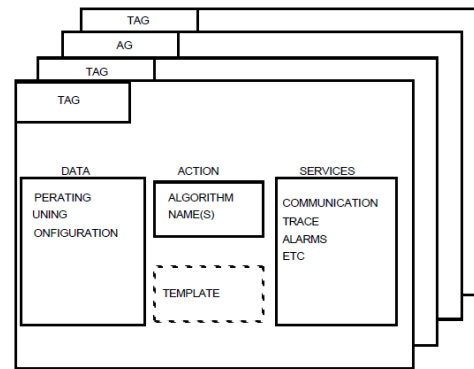 TAG
AG
TAG
TAG
DATA
ACTION
SERVICES
PERATING
UNING
ONFIGURATION
ALGORITHM
NAME(S)
TEMPLATE
COMMUNICATION
TRACE
ALARMS
ETC